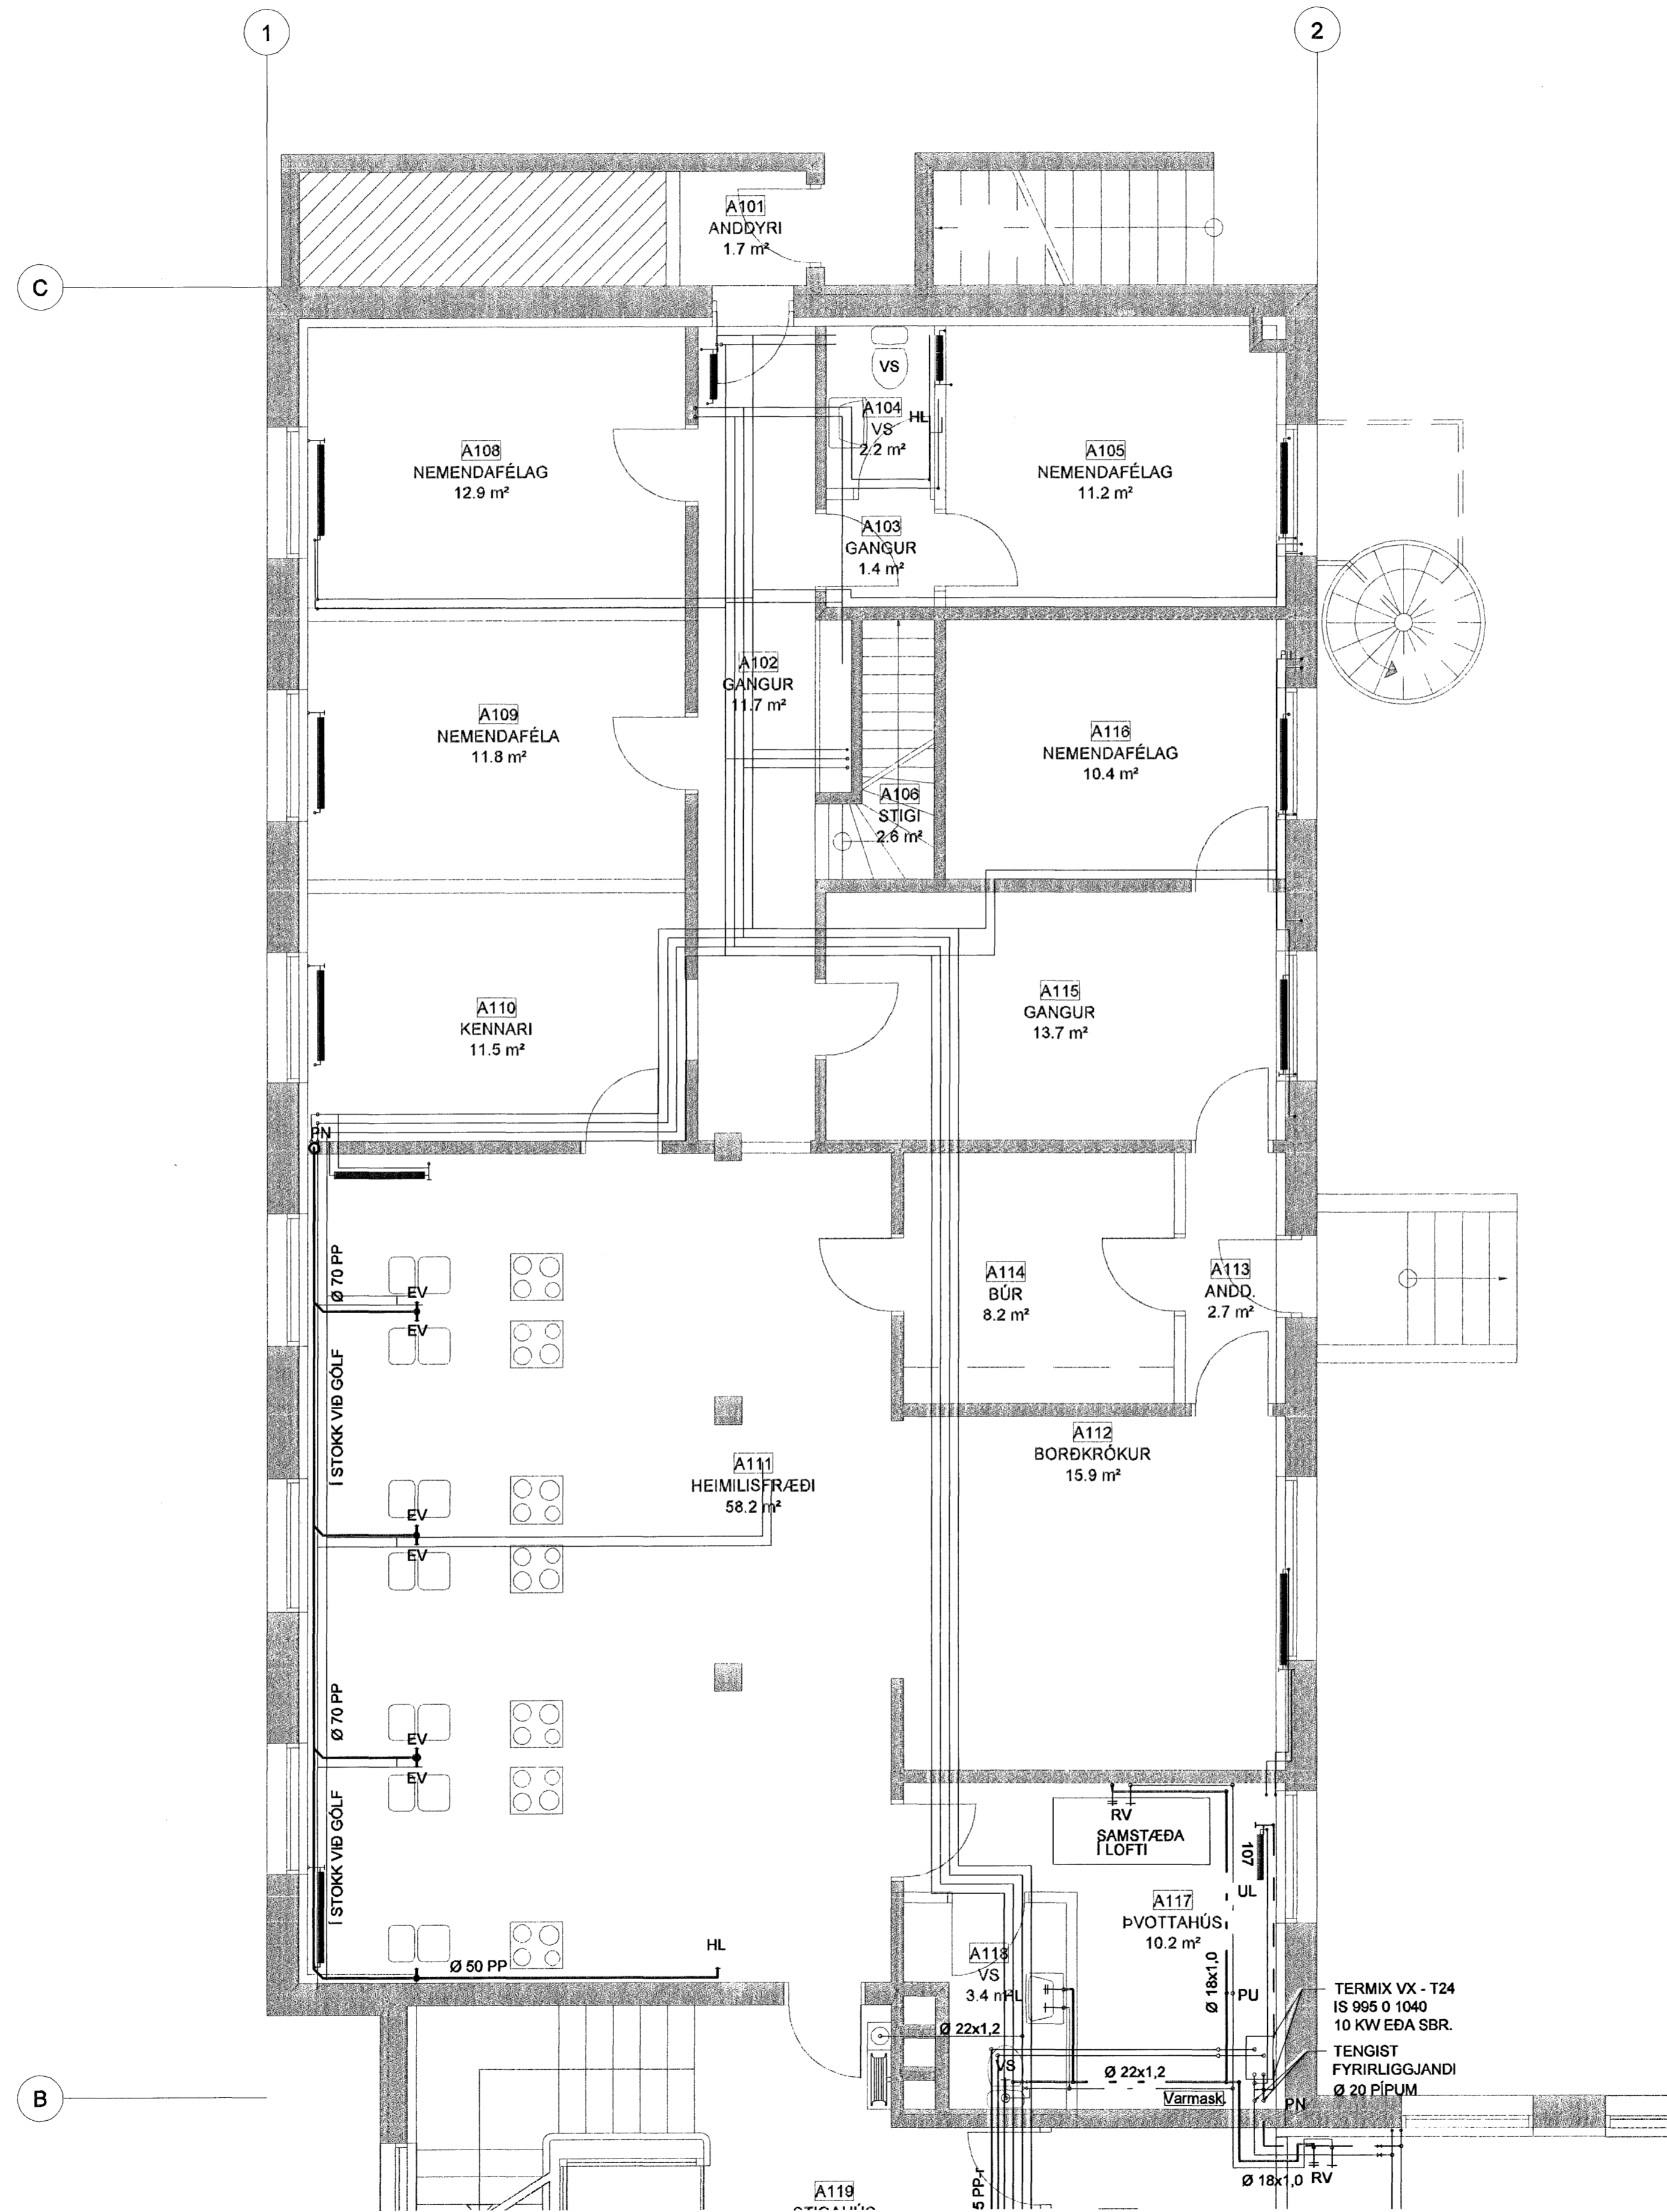 1
2
C
A101
ANDDYRI
1.7 m²
VS
A104
VS
2.2 m²
HL
A108
NEMENDAFÉLAG
12.9 m²
A105
NEMENDAFÉLAG
11.2 m²
A103
GANGUR
1.4 m²
A102
GANGUR
11.7 m²
A109
NEMENDAFÉLA
11.8 m²
A116
NEMENDAFÉLAG
10.4 m²
A106
STIGI
2.6 m²
A110
KENNARI
11.5 m²
A115
GANGUR
13.7 m²
PN
Ø 70 PP
EV
EV
Í STOKK VIÐ GÓLF
A114
BÚR
8.2 m²
A113
ANDD.
2.7 m²
A112
BORÐKRÓKUR
15.9 m²
A111
HEIMILISFRÆÐI
58.2 m²
EV
EV
Ø 70 PP
EV
EV
Í STOKK VIÐ GÓLF
RV
SAMSTÆÐA
Í LOFTI
107
UL
A117
ÞVOTTAHÚS
10.2 m²
HL
Ø 50 PP
A118
VS
3.4 m²L
Ø 18x1,0
PU
TERMIX VX - T24
IS 995 0 1040
10 KW EÐA SBR.
Ø 22x1,2
VS
Ø 22x1,2
TENGIST
FYRIRLIGGJANDI
Ø 20 PÍPUM
Varmask.
PN
B
Ø 18x1,0
RV
5 PP
A119
STIGAHÚS